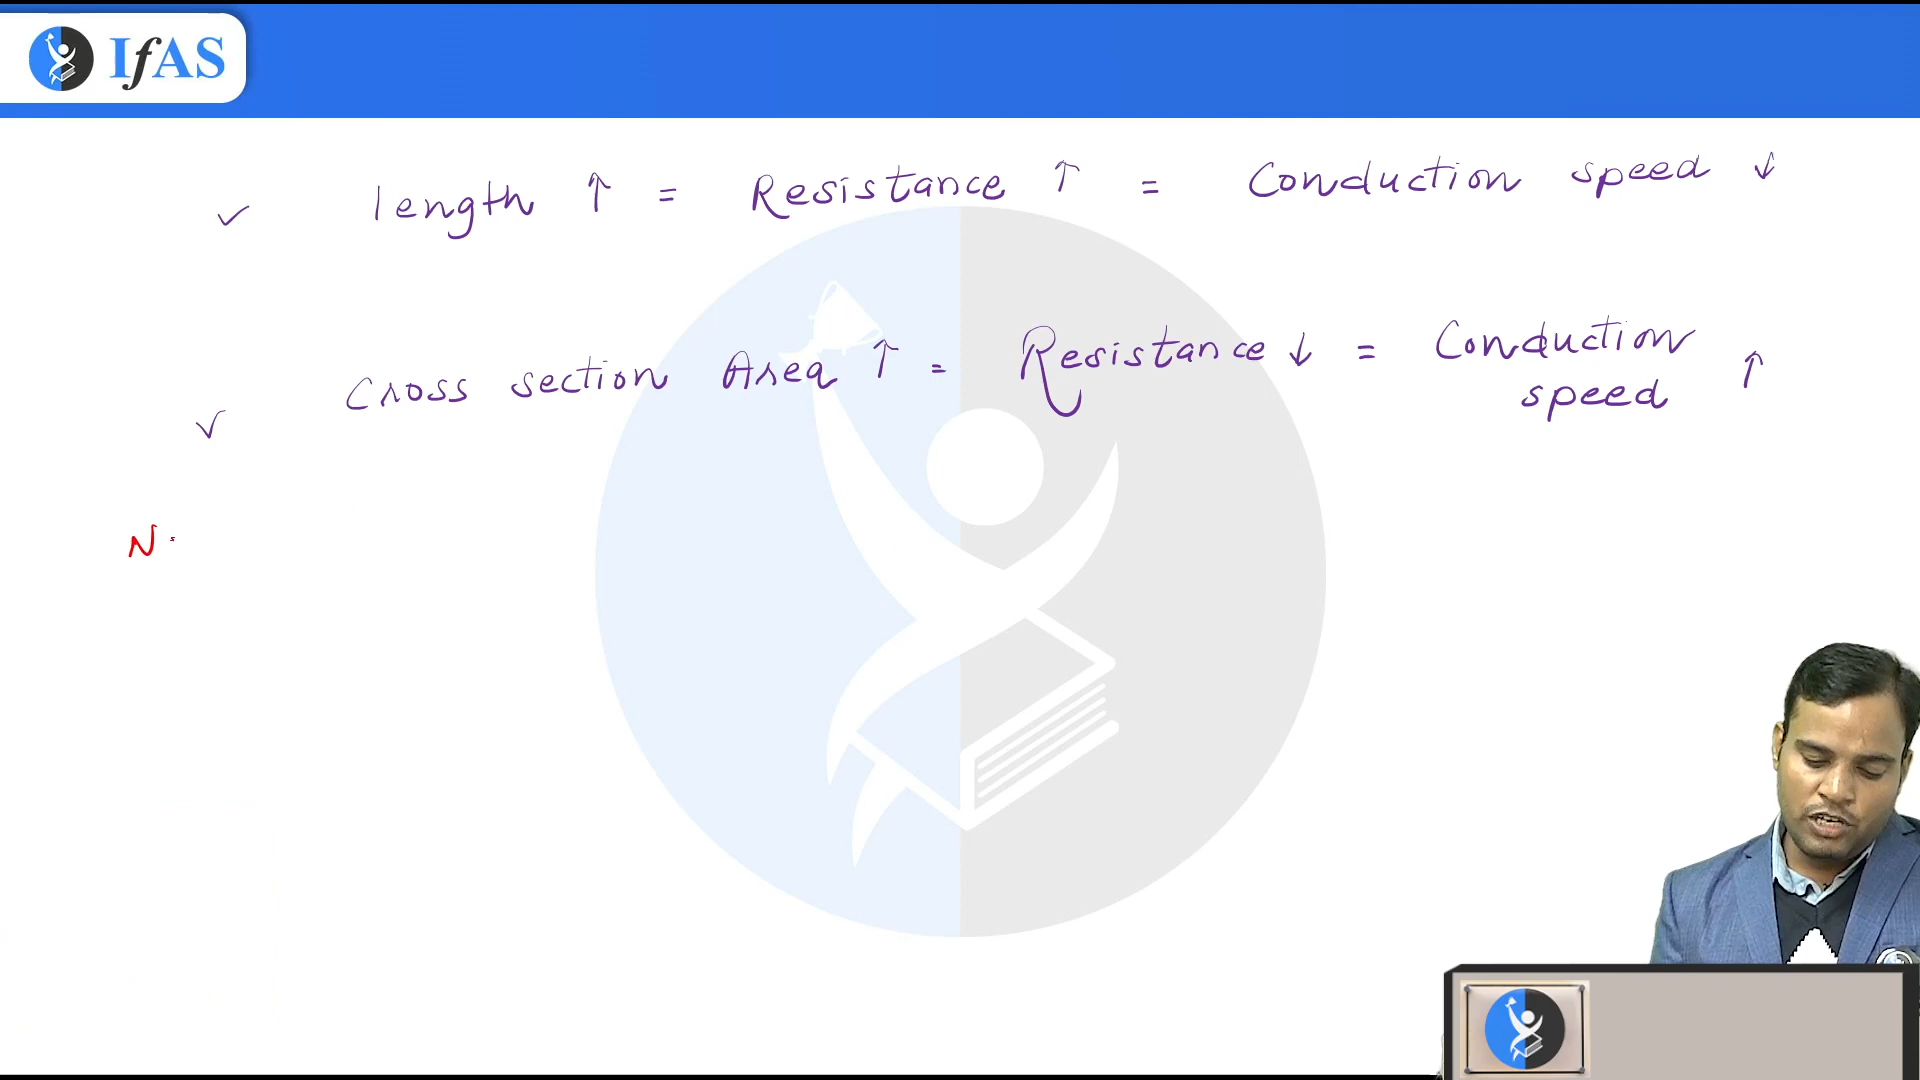 IfAS
✓ length ↑ = Resistance ↑ = Conduction speed ↓
✓ Cross section Area ↑ = Resistance ↓ = Conduction
speed ↑
N